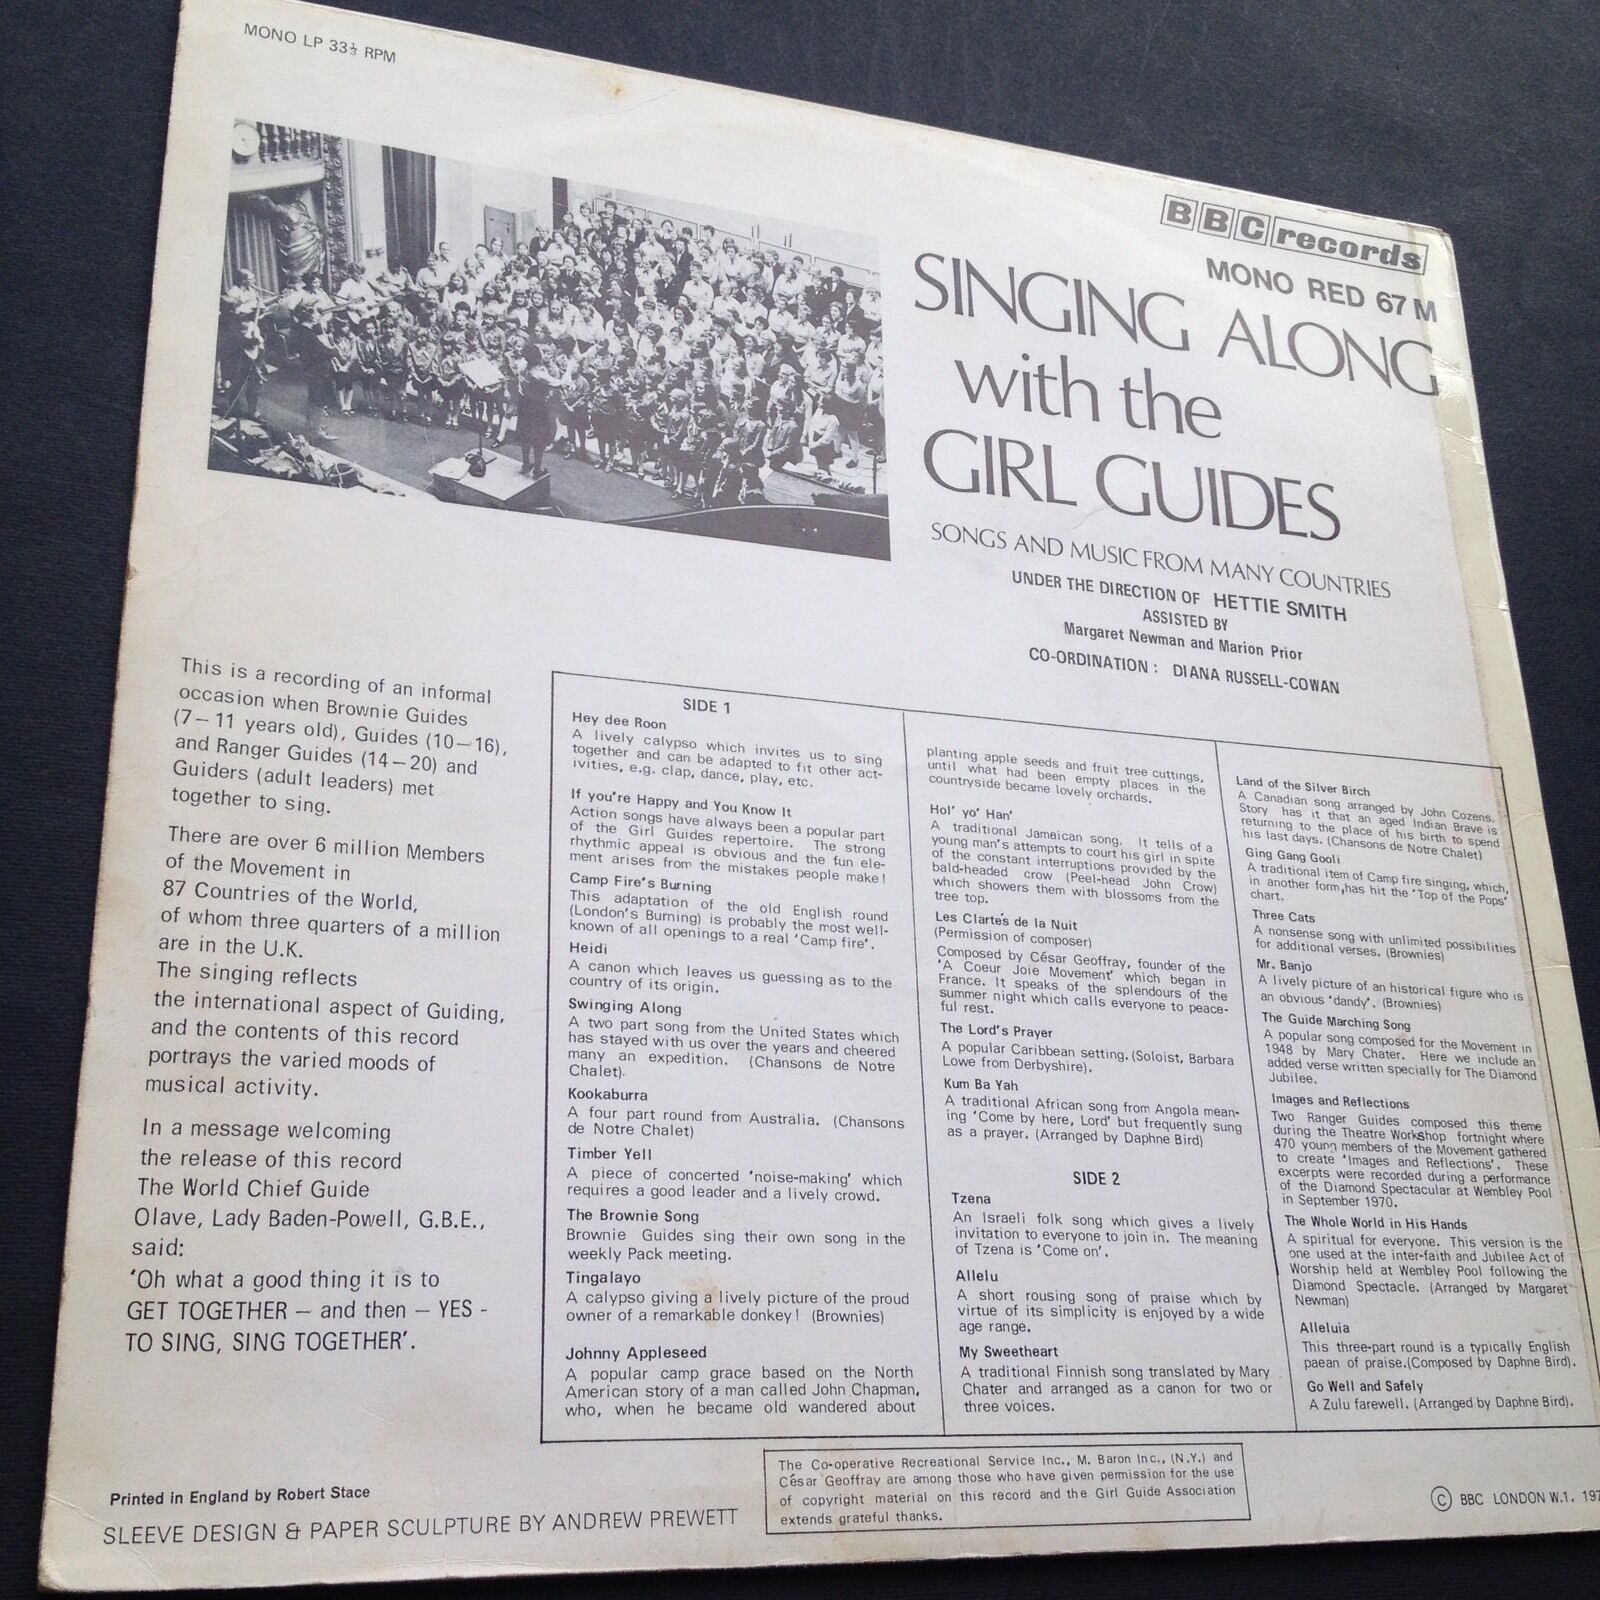 MONO LP 33⅓ RPM
BBC records
MONO RED 67 M
SINGING ALONG
with the
GIRL GUIDES
SONGS AND MUSIC FROM MANY COUNTRIES
UNDER THE DIRECTION OF HETTIE SMITH
ASSISTED BY
Margaret Newman and Marion Prior
CO-ORDINATION : DIANA RUSSELL-COWAN
This is a recording of an informal
occasion when Brownie Guides
(7–11 years old), Guides (10–16),
and Ranger Guides (14–20) and
Guiders (adult leaders) met
together to sing.
There are over 6 million Members
of the Movement in
87 Countries of the World,
of whom three quarters of a million
are in the U.K.
The singing reflects
the international aspect of Guiding,
and the contents of this record
portrays the varied moods of
musical activity.
In a message welcoming
the release of this record
The World Chief Guide
Olave, Lady Baden-Powell, G.B.E.,
said:
'Oh what a good thing it is to
GET TOGETHER – and then – YES -
TO SING, SING TOGETHER'.
SIDE 1
Hey dee Roon
A lively calypso which invites us to sing
together and can be adapted to fit other act-
ivities, e.g. clap, dance, play, etc.
If you're Happy and You Know It
Action songs have always been a popular part
of the Girl Guides repertoire. The strong
rhythmic appeal is obvious and the fun ele-
ment arises from the mistakes people make!
Camp Fire's Burning
This adaptation of the old English round
(London's Burning) is probably the most well-
known of all openings to a real 'Camp fire'.
Heidi
A canon which leaves us guessing as to the
country of its origin.
Swinging Along
A two part song from the United States which
has stayed with us over the years and cheered
many an expedition. (Chansons de Notre
Chalet).
Kookaburra
A four part round from Australia. (Chansons
de Notre Chalet)
Timber Yell
A piece of concerted 'noise-making' which
requires a good leader and a lively crowd.
The Brownie Song
Brownie Guides sing their own song in the
weekly Pack meeting.
Tingalayo
A calypso giving a lively picture of the proud
owner of a remarkable donkey! (Brownies)
Johnny Appleseed
A popular camp grace based on the North
American story of a man called John Chapman,
who, when he became old wandered about
planting apple seeds and fruit tree cuttings,
until what had been empty places in the
countryside became lovely orchards.
Hol' yo' Han'
A traditional Jamaican song. It tells of a
young man's attempts to court his girl in spite
of the constant interruptions provided by the
bald-headed crow (Peel-head John Crow)
which showers them with blossoms from the
tree top.
Les Clartés de la Nuit
(Permission of composer)
Composed by César Geoffray, founder of the
'A Coeur Joie Movement' which began in
France. It speaks of the splendours of the
summer night which calls everyone to peace-
ful rest.
The Lord's Prayer
A popular Caribbean setting. (Soloist, Barbara
Lowe from Derbyshire).
Kum Ba Yah
A traditional African song from Angola mean-
ing 'Come by here, Lord' but frequently sung
as a prayer. (Arranged by Daphne Bird)
SIDE 2
Tzena
An Israeli folk song which gives a lively
invitation to everyone to join in. The meaning
of Tzena is 'Come on'.
Allelu
A short rousing song of praise which by
virtue of its simplicity is enjoyed by a wide
age range.
My Sweetheart
A traditional Finnish song translated by Mary
Chater and arranged as a canon for two or
three voices.
Land of the Silver Birch
A Canadian song arranged by John Cozens.
Story has it that an aged Indian Brave is
returning to the place of his birth to spend
his last days. (Chansons de Notre Chalet)
Ging Gang Gooli
A traditional item of Camp fire singing, which,
in another form, has hit the 'Top of the Pops'
chart.
Three Cats
A nonsense song with unlimited possibilities
for additional verses. (Brownies)
Mr. Banjo
A lively picture of an historical figure who is
an obvious 'dandy'. (Brownies)
The Guide Marching Song
A popular song composed for the Movement in
1948 by Mary Chater. Here we include an
added verse written specially for The Diamond
Jubilee.
Images and Reflections
Two Ranger Guides composed this theme
during the Theatre Workshop fortnight where
470 young members of the Movement gathered
to create 'Images and Reflections'. These
excerpts were recorded during a performance
of the Diamond Spectacular at Wembley Pool
in September 1970.
The Whole World in His Hands
A spiritual for everyone. This version is the
one used at the inter-faith and Jubilee Act of
Worship held at Wembley Pool following the
Diamond Spectacle. (Arranged by Margaret
Newman)
Alleluia
This three-part round is a typically English
paean of praise.(Composed by Daphne Bird).
Go Well and Safely
A Zulu farewell. (Arranged by Daphne Bird).
The Co-operative Recreational Service Inc., M. Baron Inc., (N.Y.) and
César Geoffray are among those who have given permission for the use
of copyright material on this record and the Girl Guide Association
extends grateful thanks.
Printed in England by Robert Stace
SLEEVE DESIGN & PAPER SCULPTURE BY ANDREW PREWETT
© BBC LONDON W.1. 197